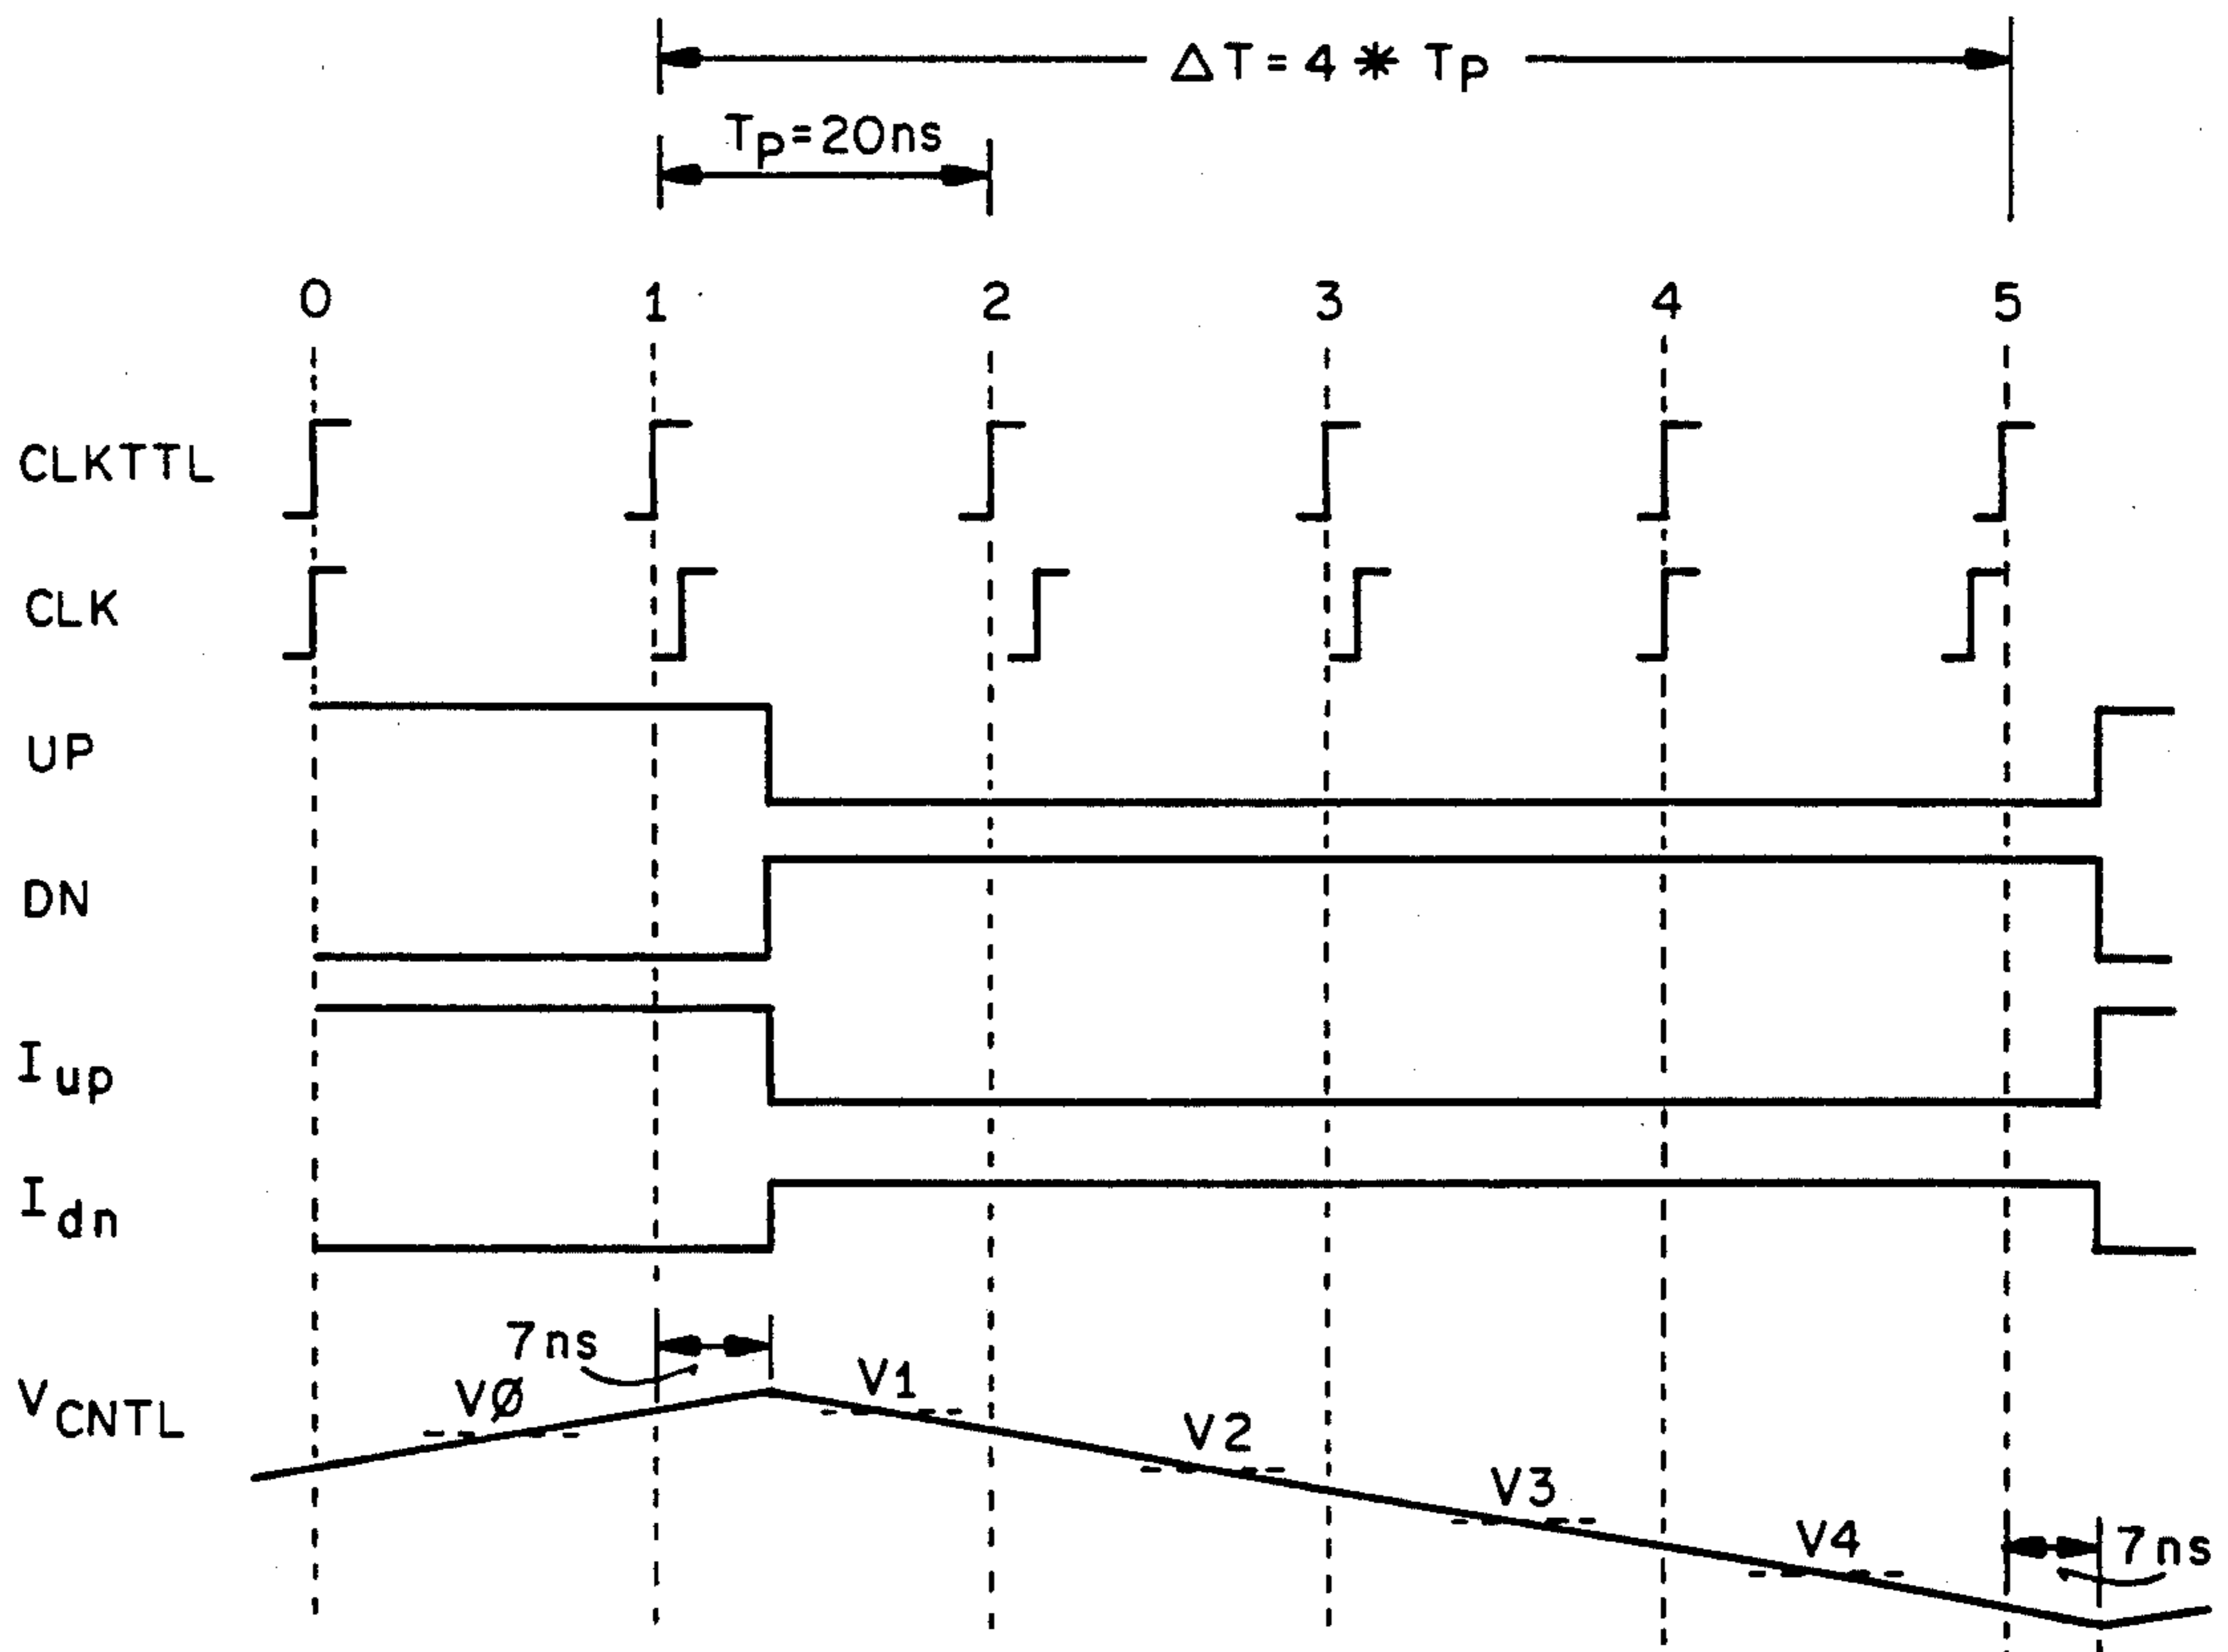 △T=4*Tp
Tp=20ns
0 1 2 3 4 5
CLKTTL
CLK
UP
DN
Iup
Idn
7ns
VØ V1
VCNTL
V2
V3
V4 7ns